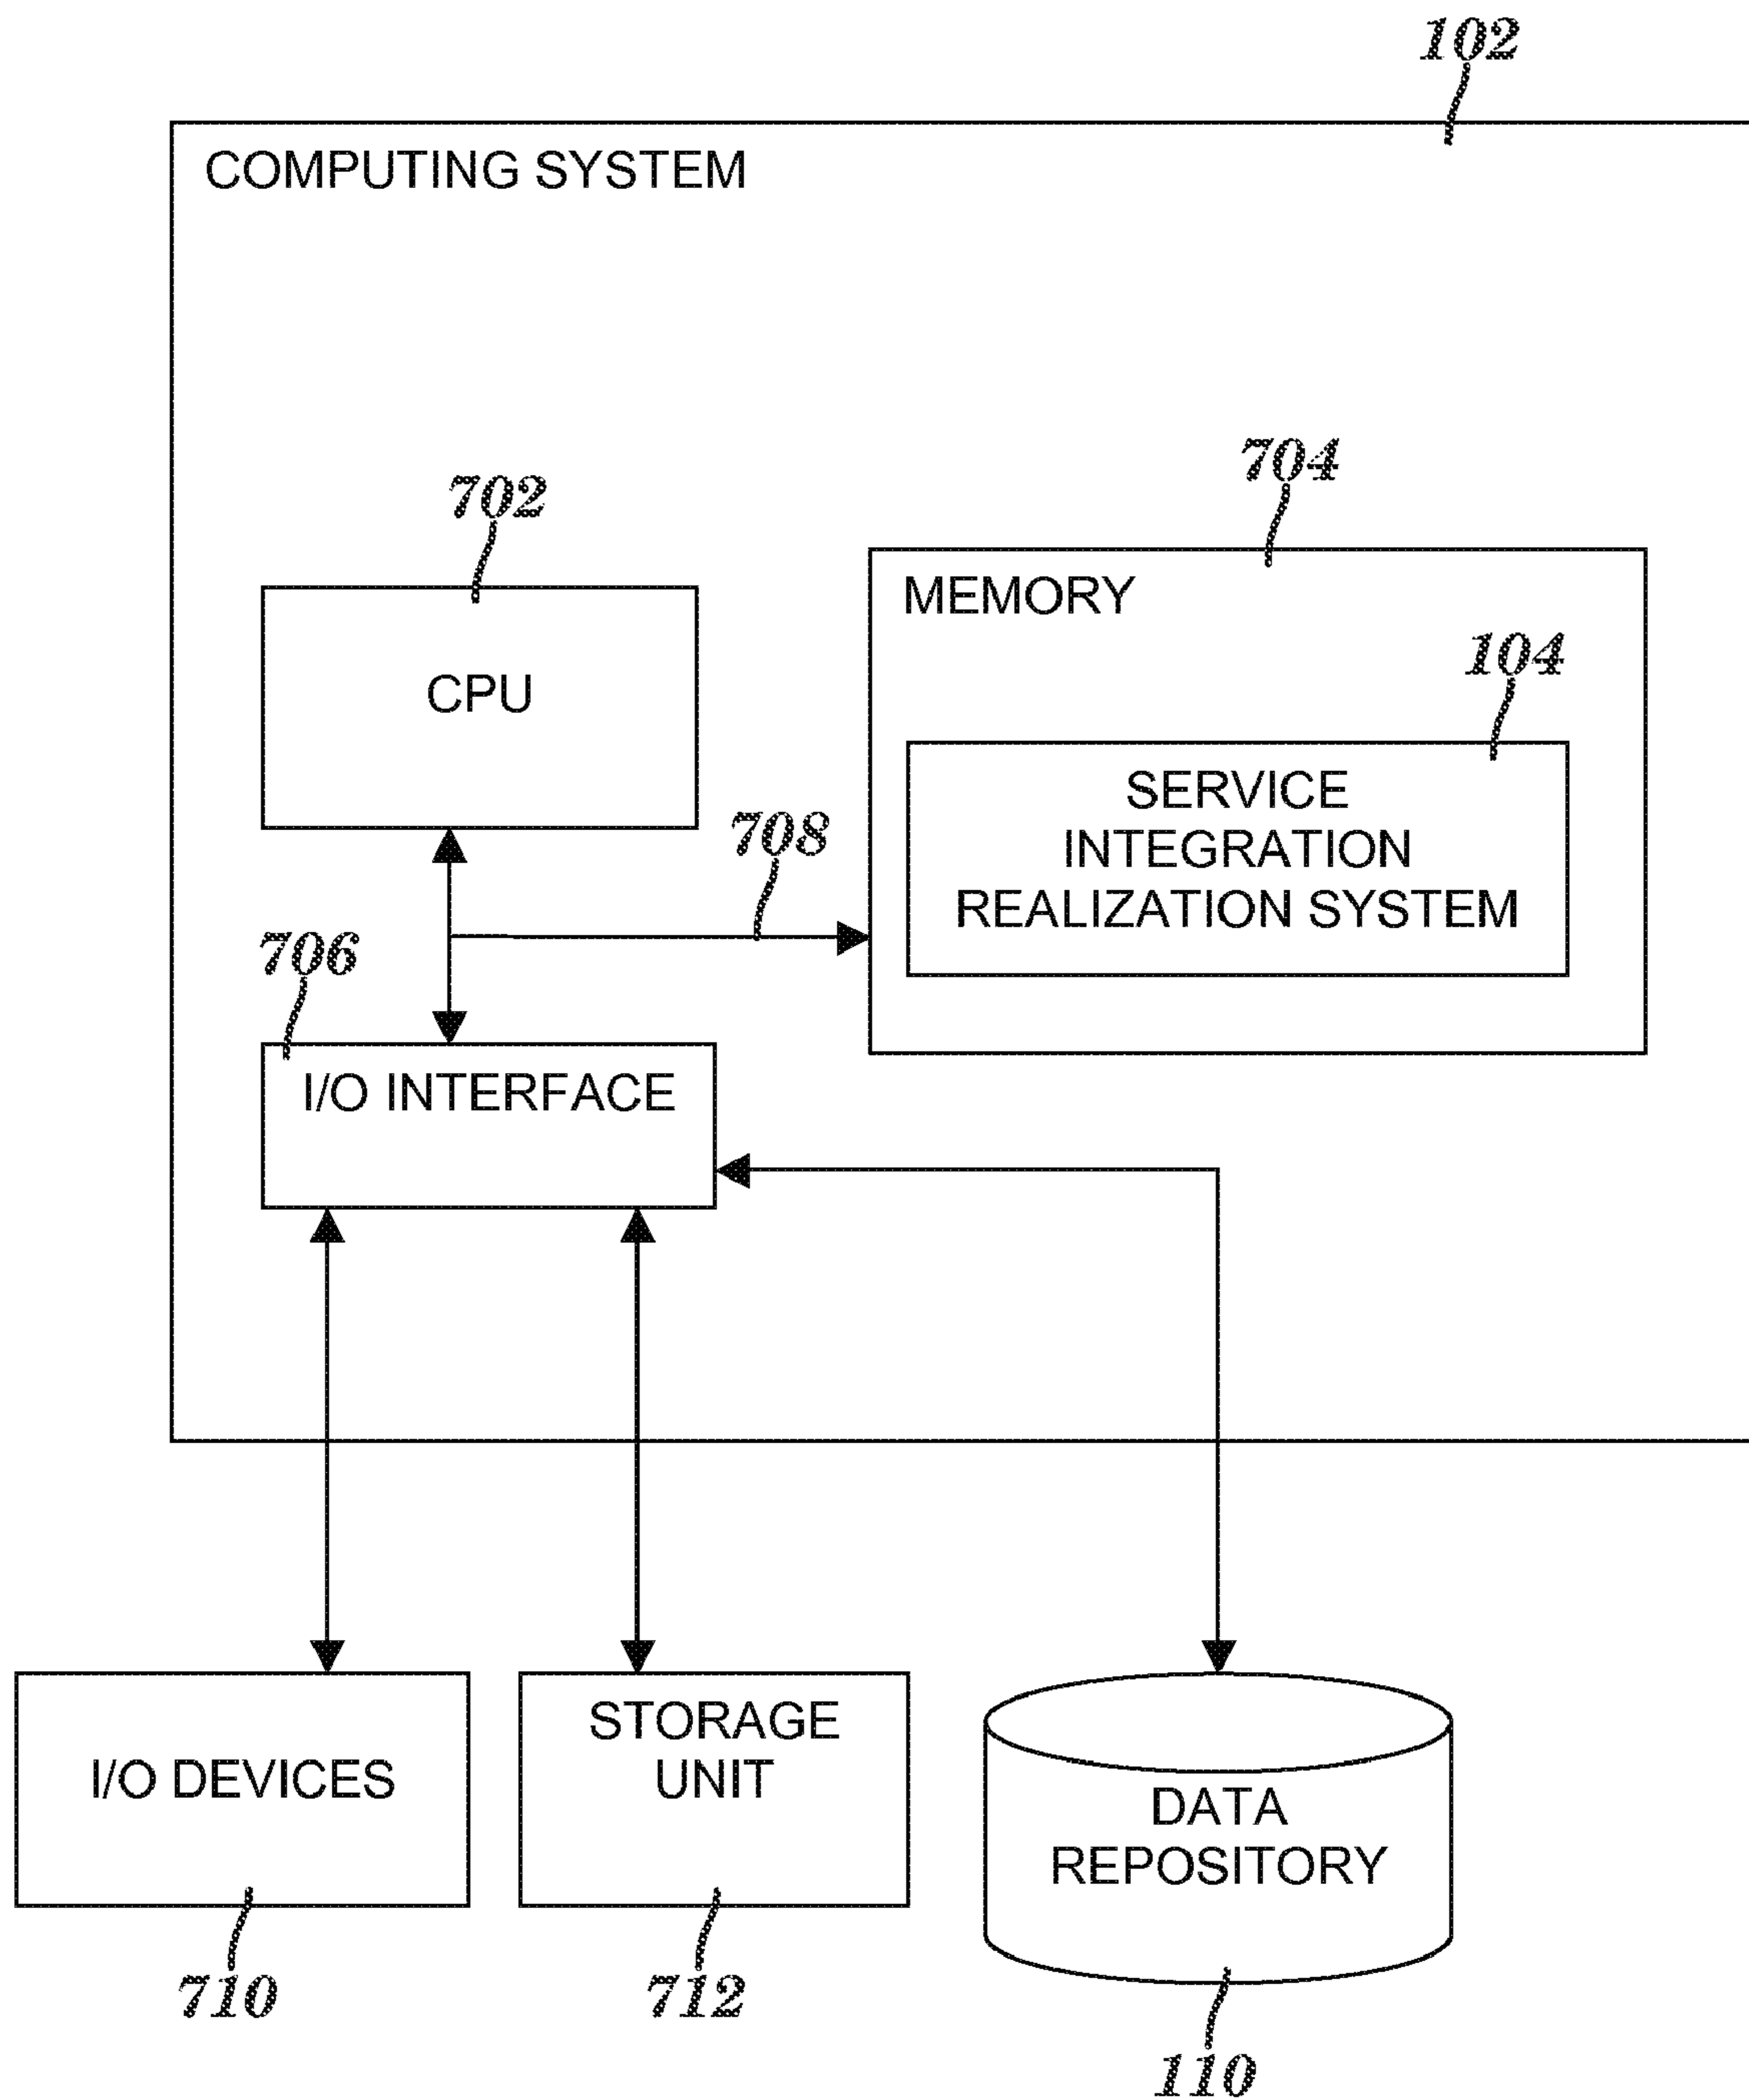 102
COMPUTING SYSTEM
704
702
MEMORY
104
CPU
SERVICE
INTEGRATION
REALIZATION SYSTEM
708
706
I/O INTERFACE
STORAGE
UNIT
I/O DEVICES
DATA
REPOSITORY
710
712
110